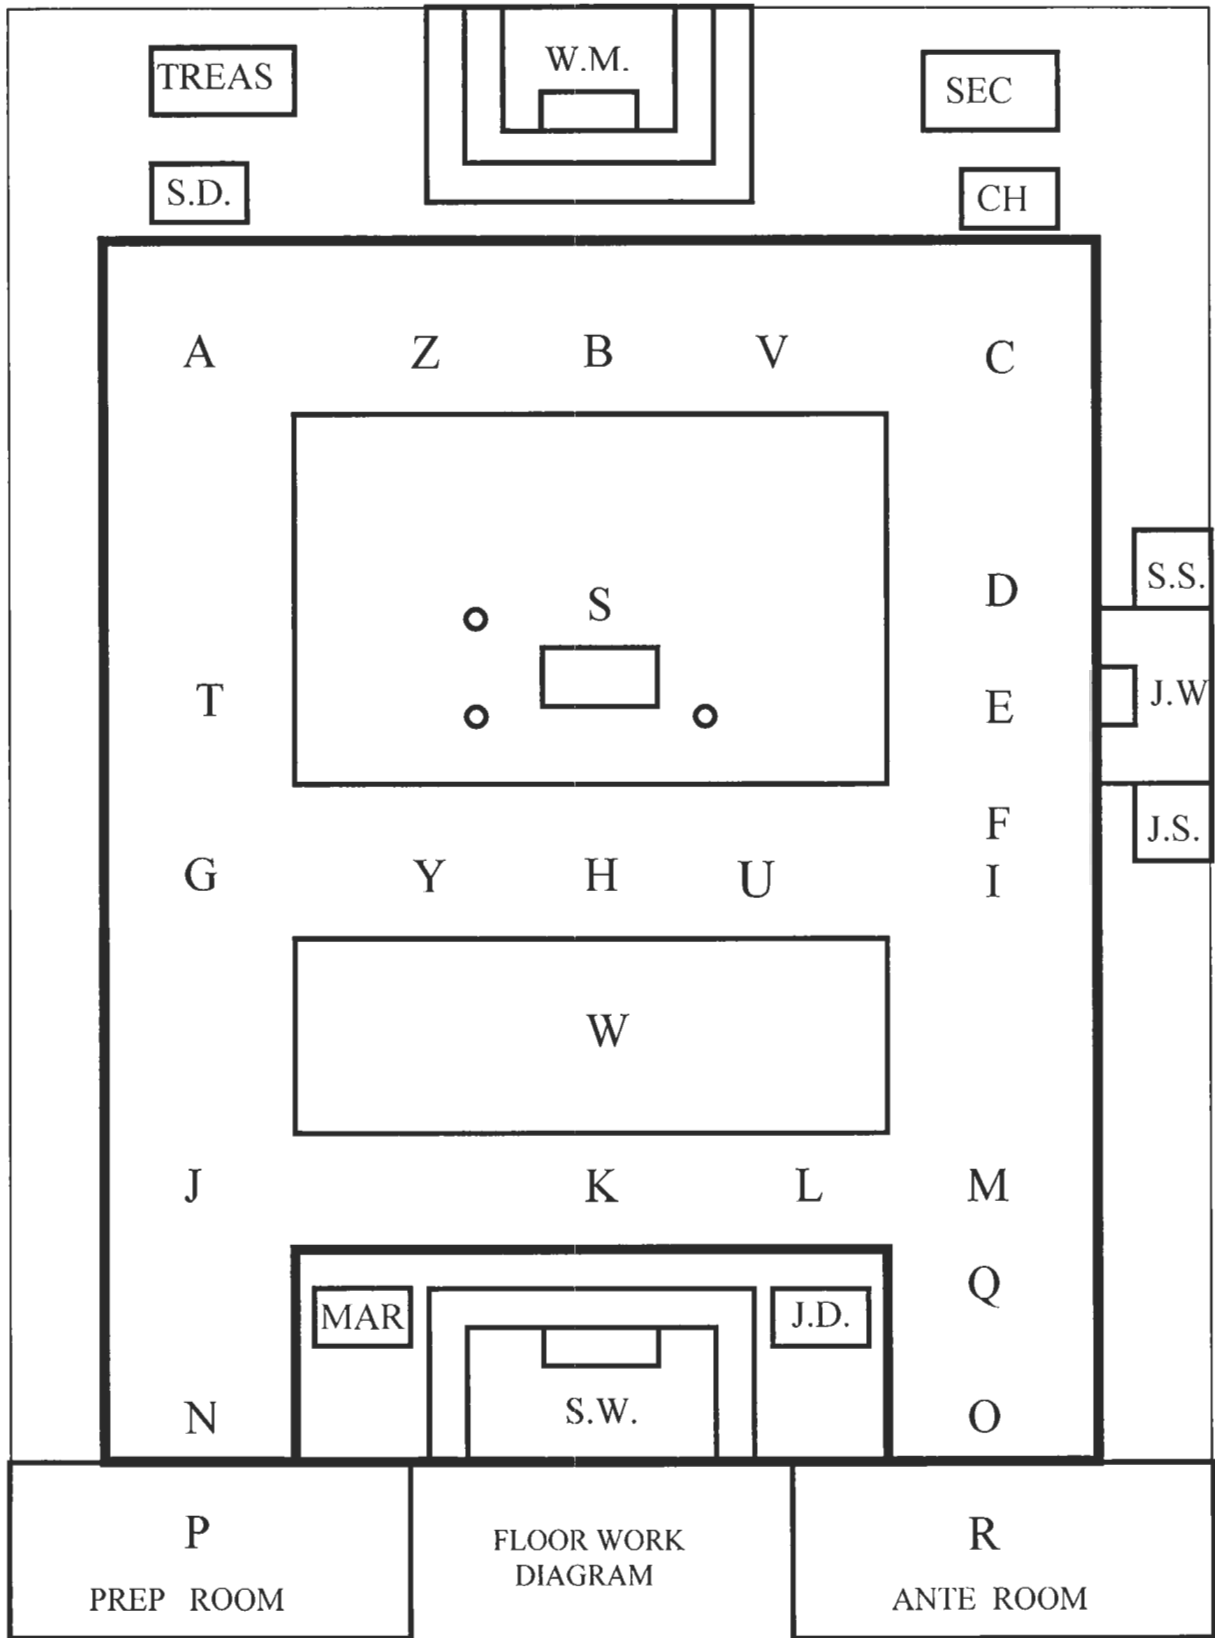 W.M.
TREAS
SEC
S.D.
CH
A Z B V C
S.S.
D
S
J.W
T
E
F
J.S.
G Y H U
I
W
J K L M
Q
MAR
J.D.
S.W.
N
O
P
R
FLOOR WORK
DIAGRAM
PREP ROOM
ANTE ROOM